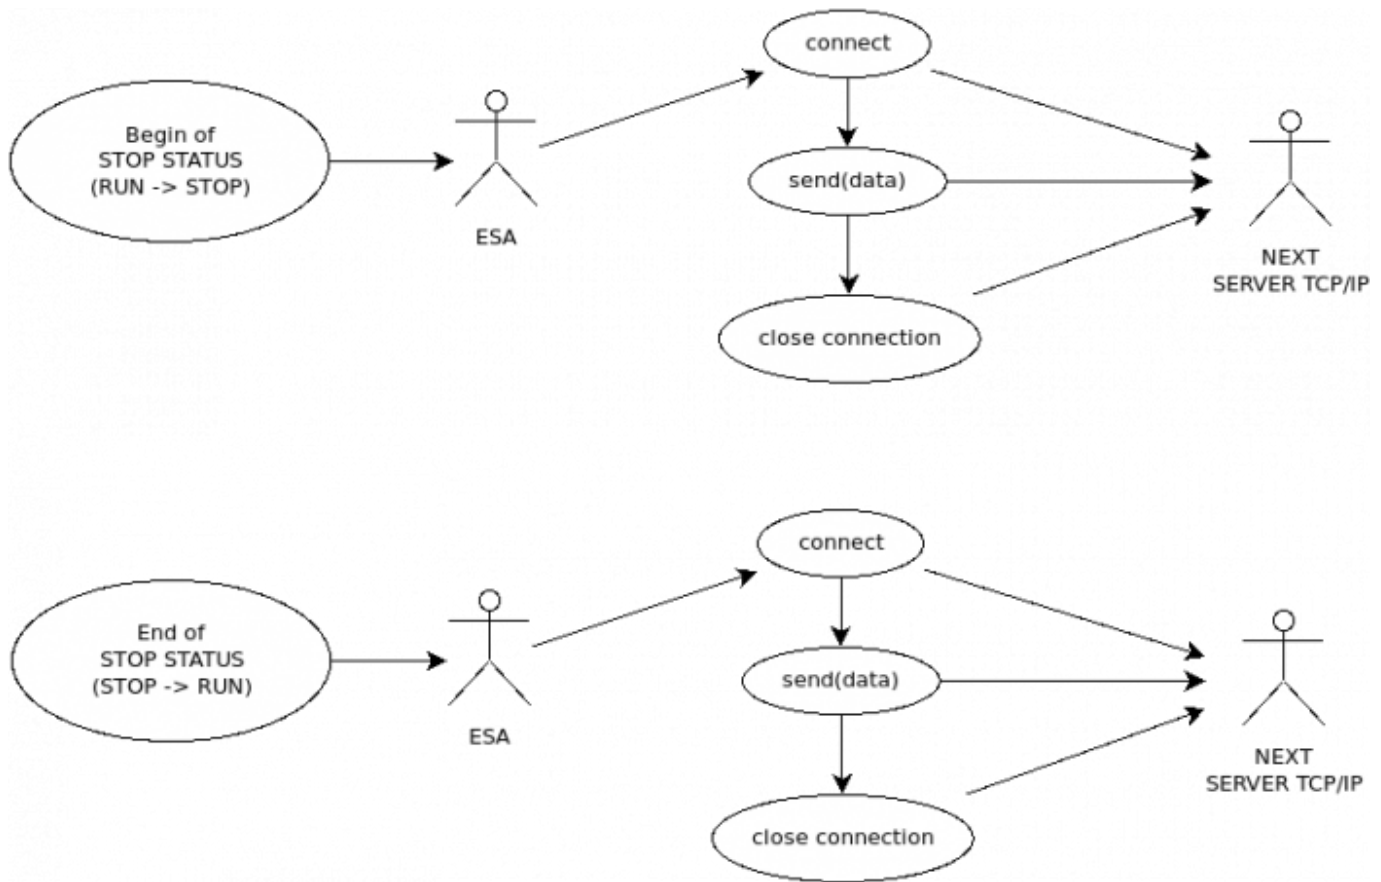 connect
Begin of
STOP STATUS
(RUN -> STOP)
send(data)
ESA
NEXT
SERVER TCP/IP
close connection
connect
End of
STOP STATUS
(STOP -> RUN)
send(data)
ESA
NEXT
SERVER TCP/IP
close connection